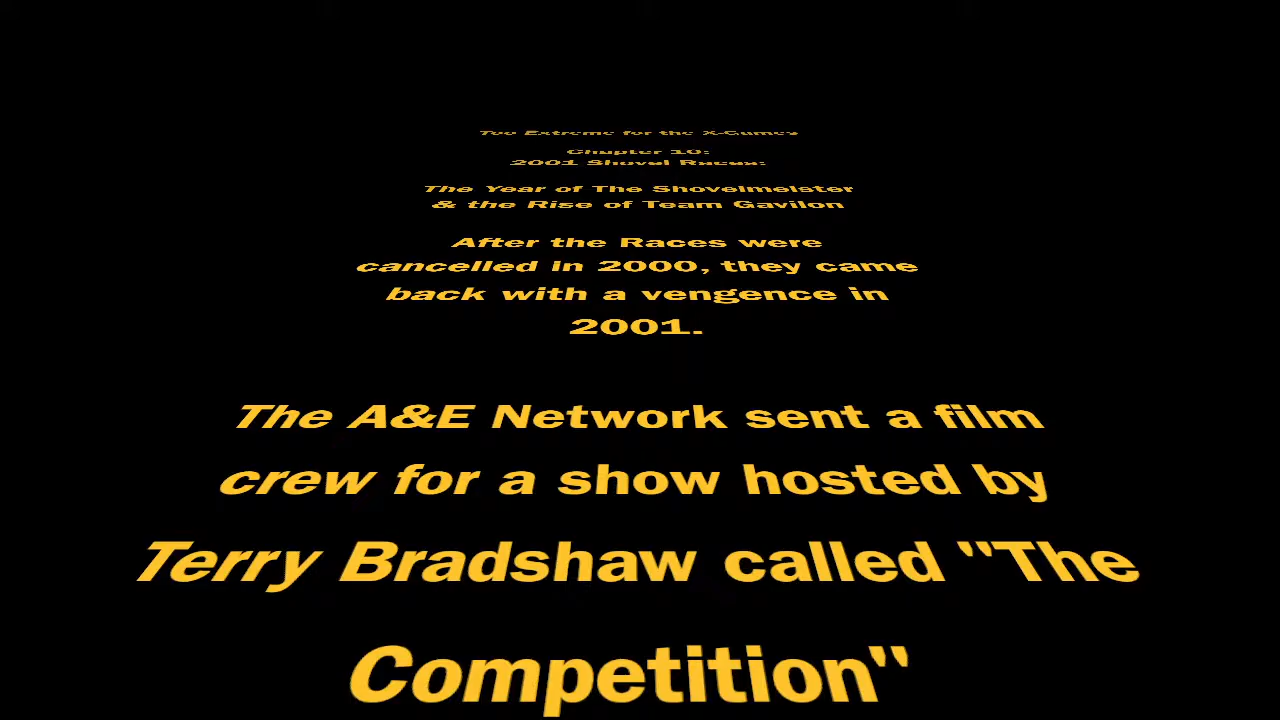 Too Extreme for the X-Games
Chapter 10:
2001 Shovel Races:
The Year of The Shovelmeister
& the Rise of Team Gavilon
After the Races were
cancelled in 2000, they came
back with a vengence in
2001.
The A&E Network sent a film
crew for a show hosted by
Terry Bradshaw called "The
Competition"